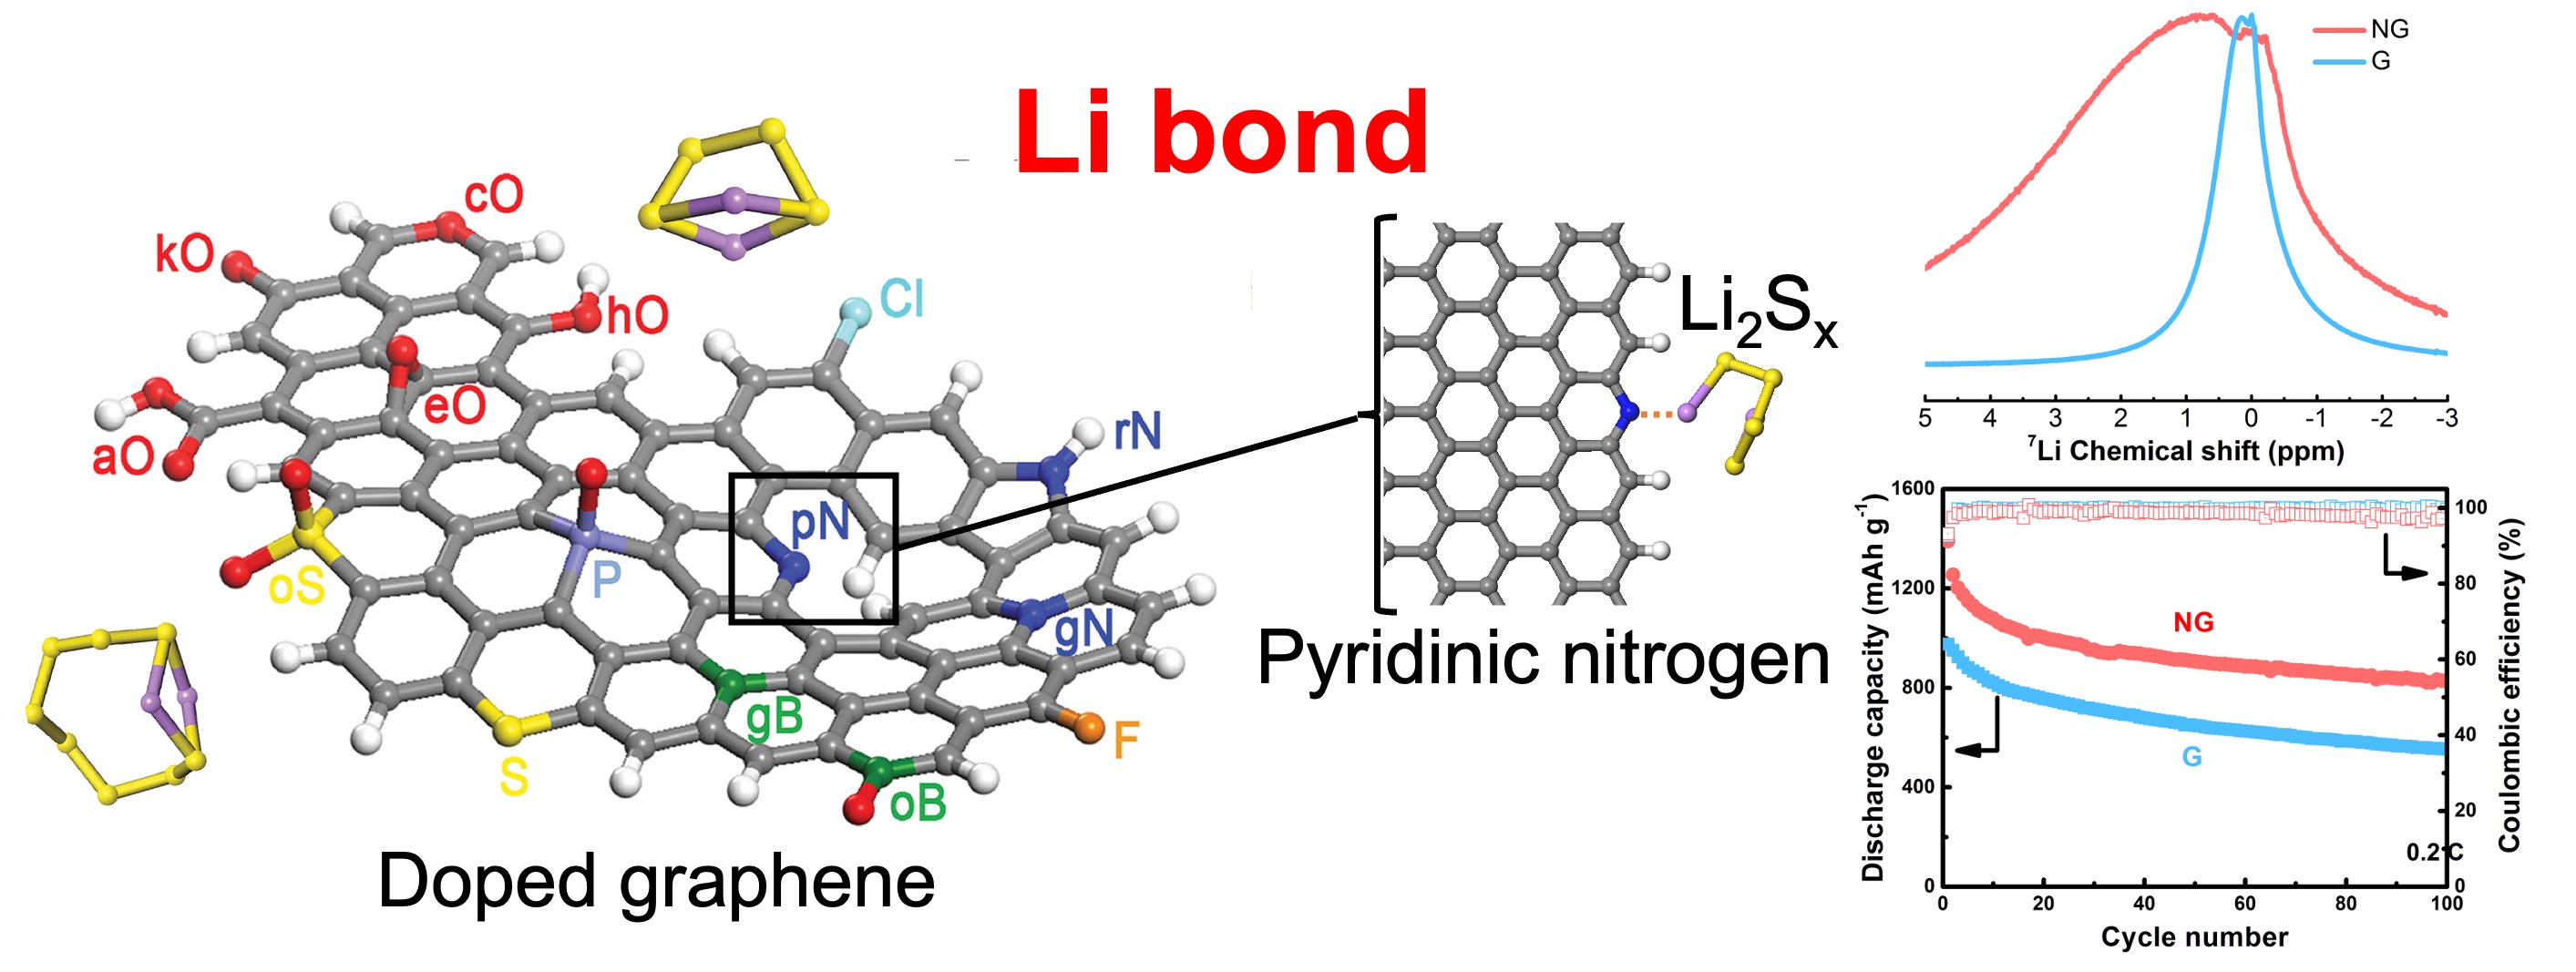 Li bond
cO
kO
hO
Cl
eO
aO
rN
pN
oS
P
gN
gB
S
F
oB
Doped graphene
Li₂Sₓ
Pyridinic nitrogen
NG
G
5 4 3 2 1 0 -1 -2 -3
⁷Li Chemical shift (ppm)
1600
1200
800
400
0
Discharge capacity (mAh g⁻¹)
NG
G
100
80
60
40
20
0
Coulombic efficiency (%)
0.2 C
0 20 40 60 80 100
Cycle number